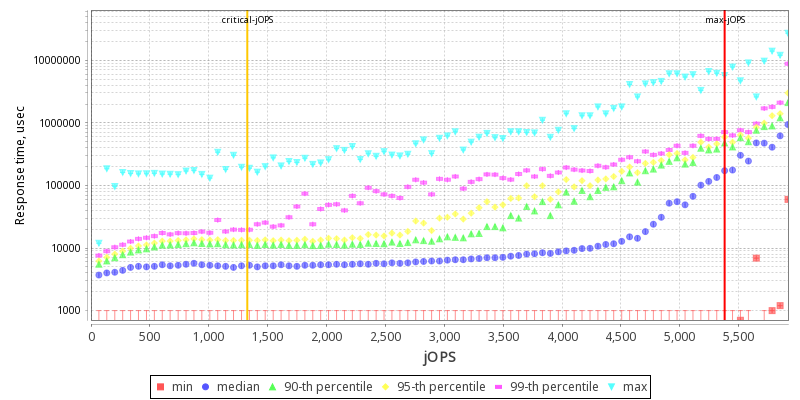 critical-jOPS max-jOPS
10000000
1000000
100000
10000
1000
Response time, usec
0 500 1,000 1,500 2,000 2,500 3,000 3,500 4,000 4,500 5,000 5,500
jOPS
min median 90-th percentile 95-th percentile 99-th percentile max